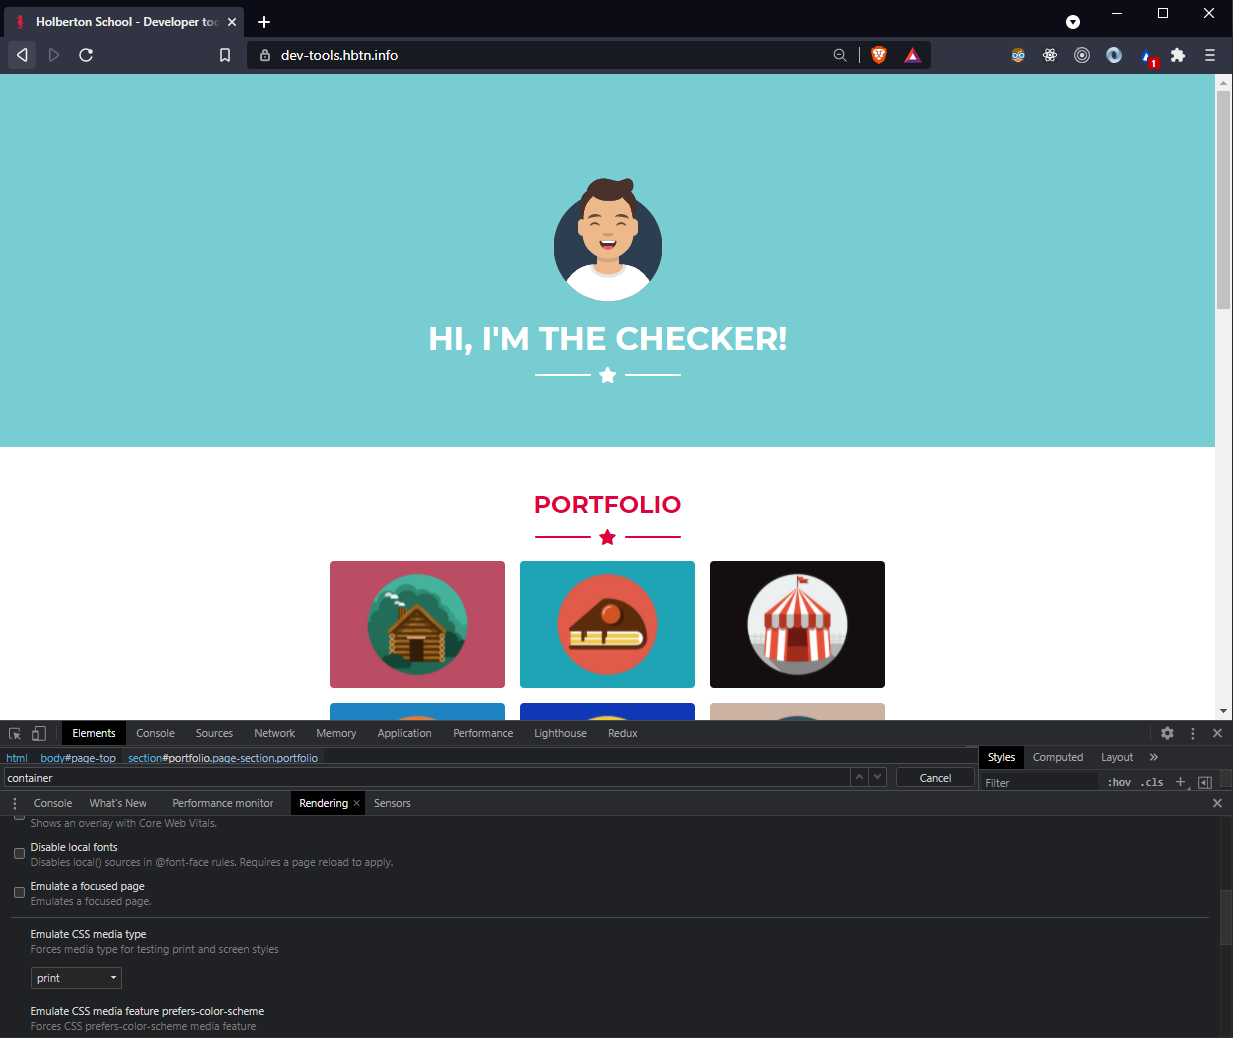 Holberton School - Developer too
dev-tools.hbtn.info
1
HI, I'M THE CHECKER!
PORTFOLIO
Elements Console Sources Network Memory Application Performance Lighthouse Redux
html body#page-top section#portfolio.page-section.portfolio
Styles Computed Layout »
container
Cancel
Filter :hov .cls +
Console What's New Performance monitor Rendering × Sensors
Shows an overlay with Core Web Vitals.
Disable local fonts
Disables local() sources in @font-face rules. Requires a page reload to apply.
Emulate a focused page
Emulates a focused page.
Emulate CSS media type
Forces media type for testing print and screen styles
print
Emulate CSS media feature prefers-color-scheme
Forces CSS prefers-color-scheme media feature